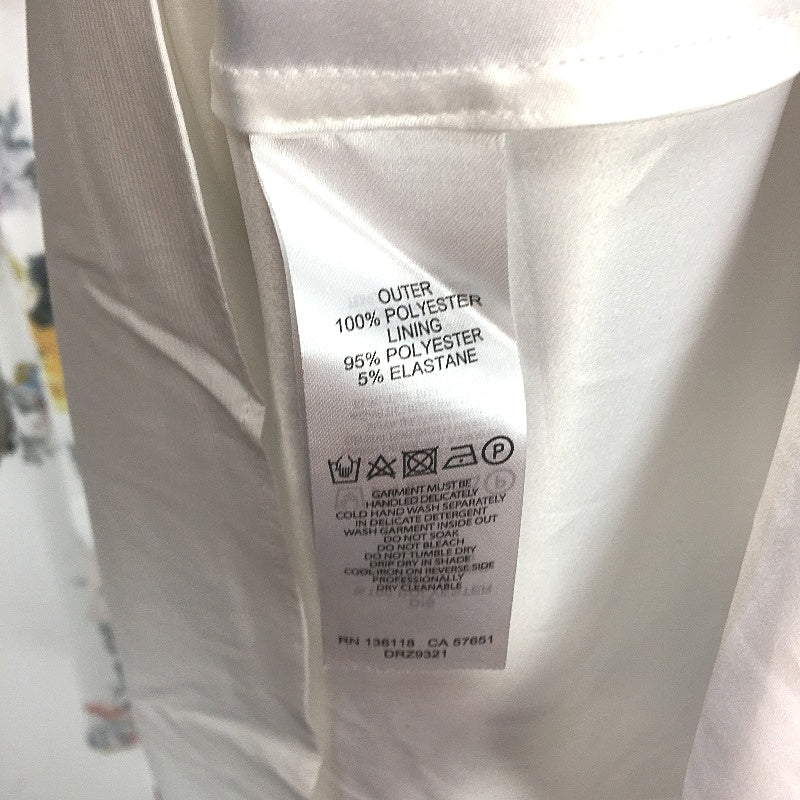 OUTER
100% POLYESTER
LINING
95% POLYESTER
5% ELASTANE
P
GARMENT MUST BE
HANDLED DELICATELY
COLD HAND WASH SEPARATELY
IN DELICATE DETERGENT
WASH GARMENT INSIDE OUT
DO NOT SOAK
DO NOT BLEACH
DO NOT TUMBLE DRY
DRIP DRY IN SHADE
COOL IRON ON REVERSE SIDE
PROFESSIONALLY
DRY CLEANABLE
RN 136118 CA 57651
DRZ9321